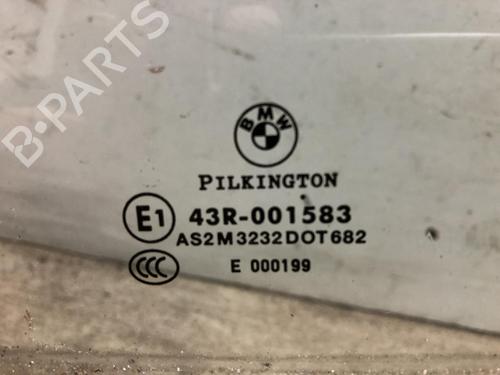 B-PARTS
BMW
PILKINGTON
E1 43R-001583
AS2M3232DOT682
CCC E 000199